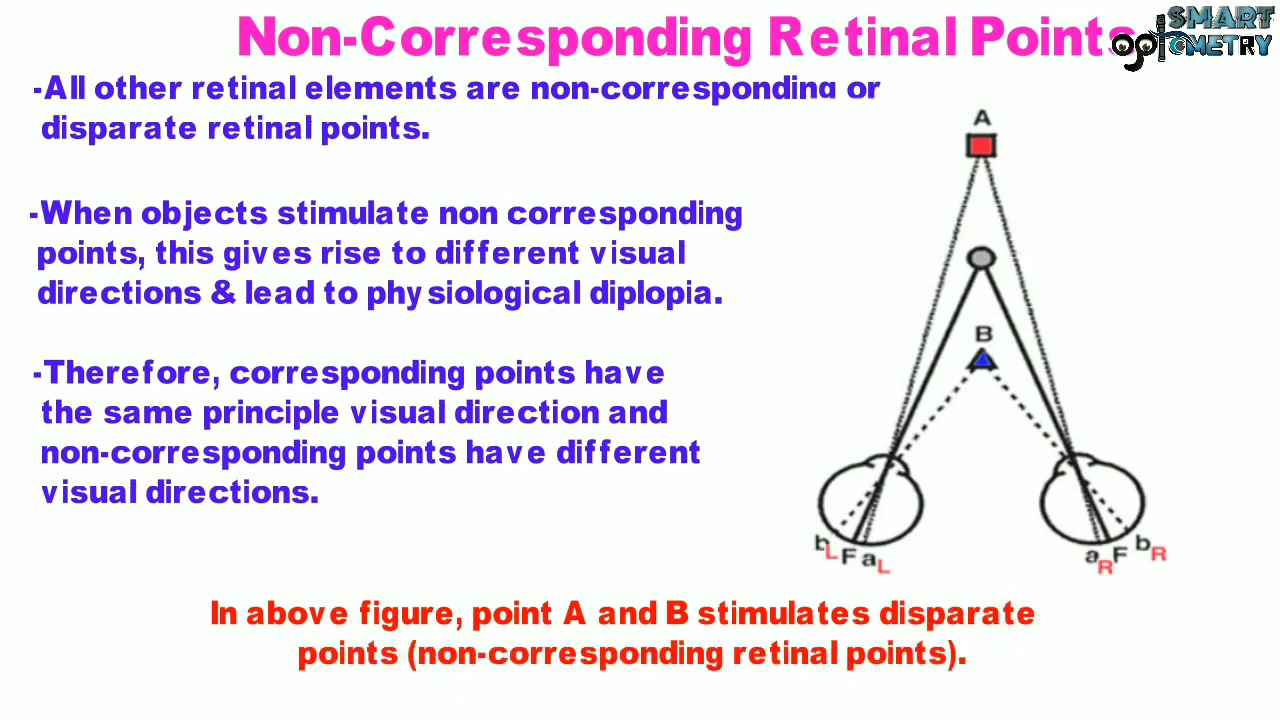 Non-Corresponding Retinal Points
SMART
OptOMETRY
-All other retinal elements are non-corresponding or
disparate retinal points.
-When objects stimulate non corresponding
points, this gives rise to different visual
directions & lead to physiological diplopia.
-Therefore, corresponding points have
the same principle visual direction and
non-corresponding points have different
visual directions.
A
B
bL F aL
aR F bR
In above figure, point A and B stimulates disparate
points (non-corresponding retinal points).